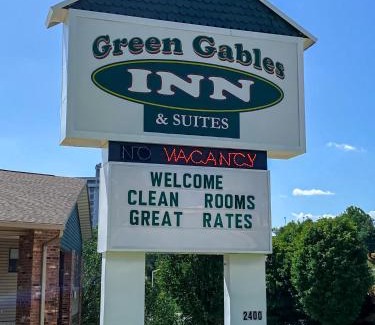 Green Gables
INN
& SUITES
NO VACANCY
WELCOME
CLEAN ROOMS
GREAT RATES
2400